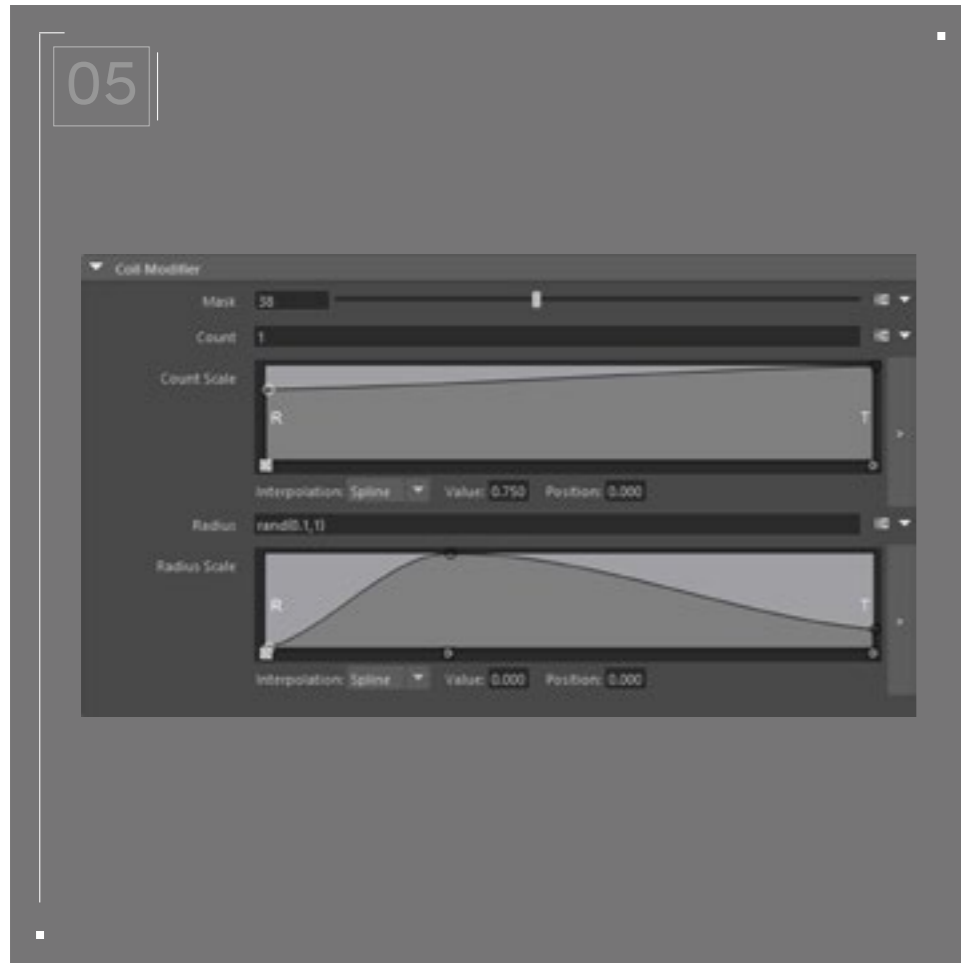 05
Coil Modifier
Mask 38
Count 1
Count Scale
R T
Interpolation: Spline Value: 0.750 Position: 0.000
Radius rand(0.1,1)
Radius Scale
R T
Interpolation: Spline Value: 0.000 Position: 0.000